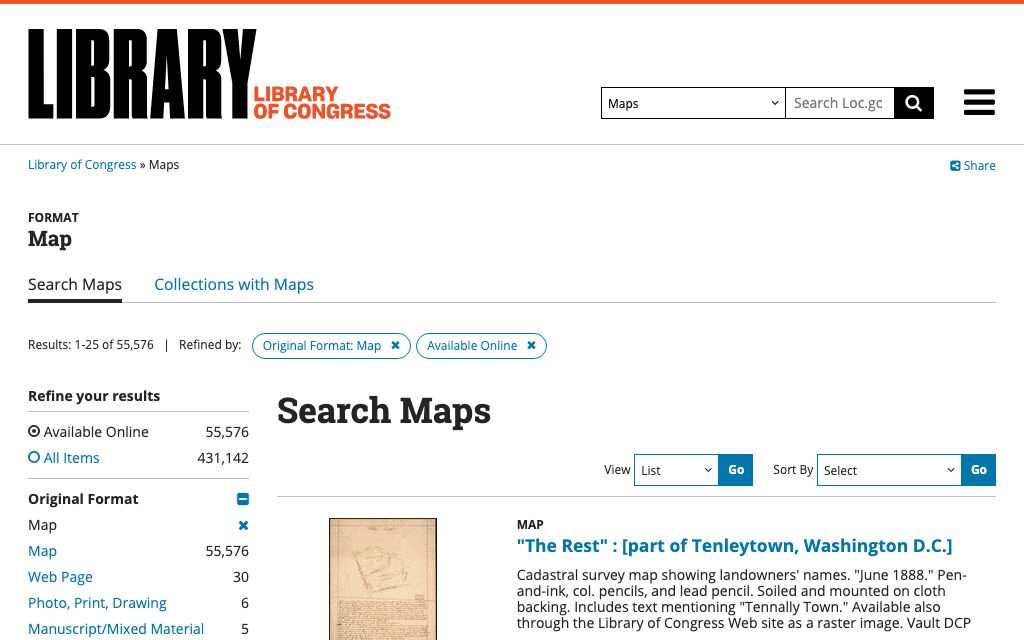 LIBRARY
LIBRARY
OF CONGRESS
Maps
Search Loc.gc
Library of Congress » Maps
Share
FORMAT
Map
Search Maps
Collections with Maps
Results: 1-25 of 55,576 | Refined by:
Original Format: Map ✖
Available Online ✖
Refine your results
Available Online 55,576
All Items 431,142
Original Format
Map ✖
Map 55,576
Web Page 30
Photo, Print, Drawing 6
Manuscript/Mixed Material 5
Search Maps
View List Go Sort By Select Go
MAP
"The Rest" : [part of Tenleytown, Washington D.C.]
Cadastral survey map showing landowners' names. "June 1888." Pen-
and-ink, col. pencils, and lead pencil. Soiled and mounted on cloth
backing. Includes text mentioning "Tennally Town." Available also
through the Library of Congress Web site as a raster image. Vault DCP